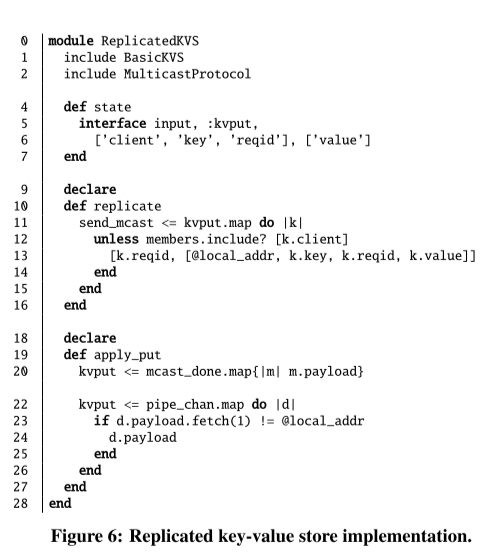 0 module ReplicatedKVS
1   include BasicKVS
2   include MulticastProtocol
4   def state
5     interface input, :kvput,
6       ['client', 'key', 'reqid'], ['value']
7   end
9   declare
10   def replicate
11     send_mcast <= kvput.map do |k|
12       unless members.include? [k.client]
13         [k.reqid, [@local_addr, k.key, k.reqid, k.value]]
14       end
15     end
16   end
18   declare
19   def apply_put
20     kvput <= mcast_done.map{|m| m.payload}
22     kvput <= pipe_chan.map do |d|
23       if d.payload.fetch(1) != @local_addr
24         d.payload
25       end
26     end
27   end
28 end
Figure 6: Replicated key-value store implementation.